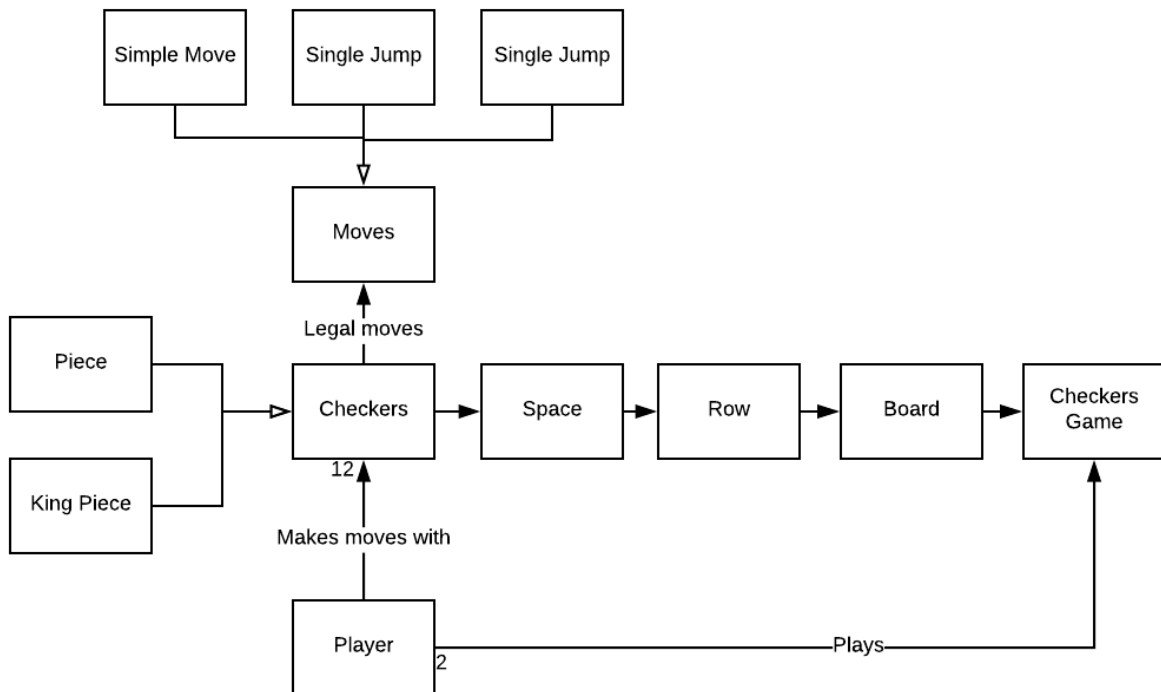 Simple Move
Single Jump
Single Jump
Moves
Legal moves
Piece
Checkers
Space
Row
Board
Checkers
Game
12
King Piece
Makes moves with
Player
2
Plays